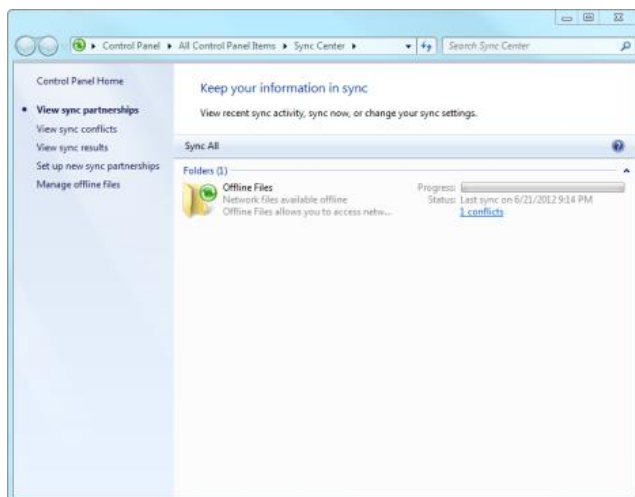 Control Panel ▸ All Control Panel Items ▸ Sync Center ▸
Search Sync Center
Control Panel Home
View sync partnerships
View sync conflicts
View sync results
Set up new sync partnerships
Manage offline files
Keep your information in sync
View recent sync activity, sync now, or change your sync settings.
Sync All
Folders (1)
Offline Files
Network files available offline
Offline Files allows you to access netw...
Progress:
Status: Last sync on 6/21/2012 9:14 PM
1 conflicts